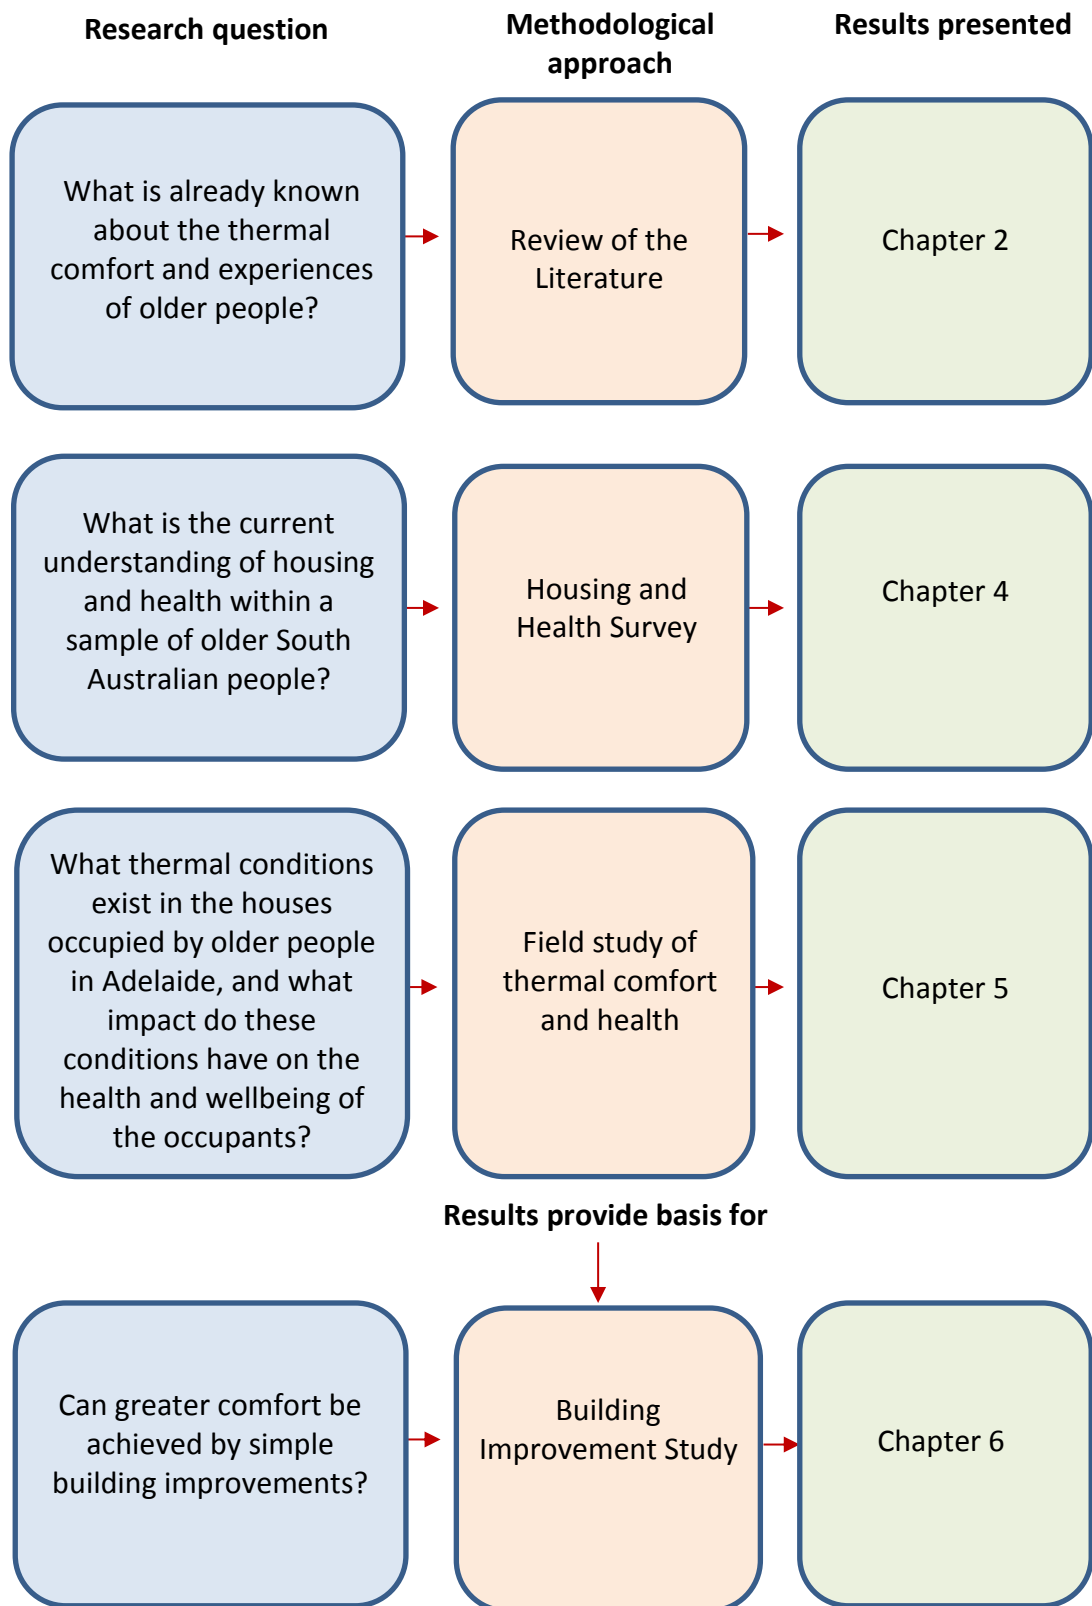 Research question
Methodological
approach
Results presented
What is already known
about the thermal
comfort and experiences
of older people?
Review of the
Literature
Chapter 2
What is the current
understanding of housing
and health within a
sample of older South
Australian people?
Housing and
Health Survey
Chapter 4
What thermal conditions
exist in the houses
occupied by older people
in Adelaide, and what
impact do these
conditions have on the
health and wellbeing of
the occupants?
Field study of
thermal comfort
and health
Chapter 5
Results provide basis for
Can greater comfort be
achieved by simple
building improvements?
Building
Improvement Study
Chapter 6